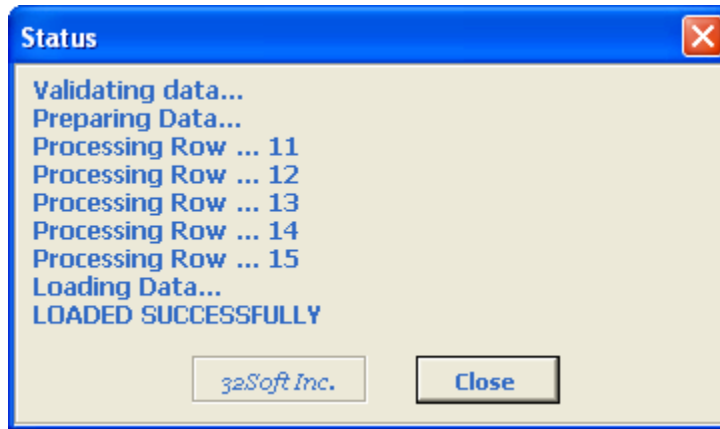 Status
Validating data...
Preparing Data...
Processing Row ... 11
Processing Row ... 12
Processing Row ... 13
Processing Row ... 14
Processing Row ... 15
Loading Data...
LOADED SUCCESSFULLY
32Soft Inc.
Close